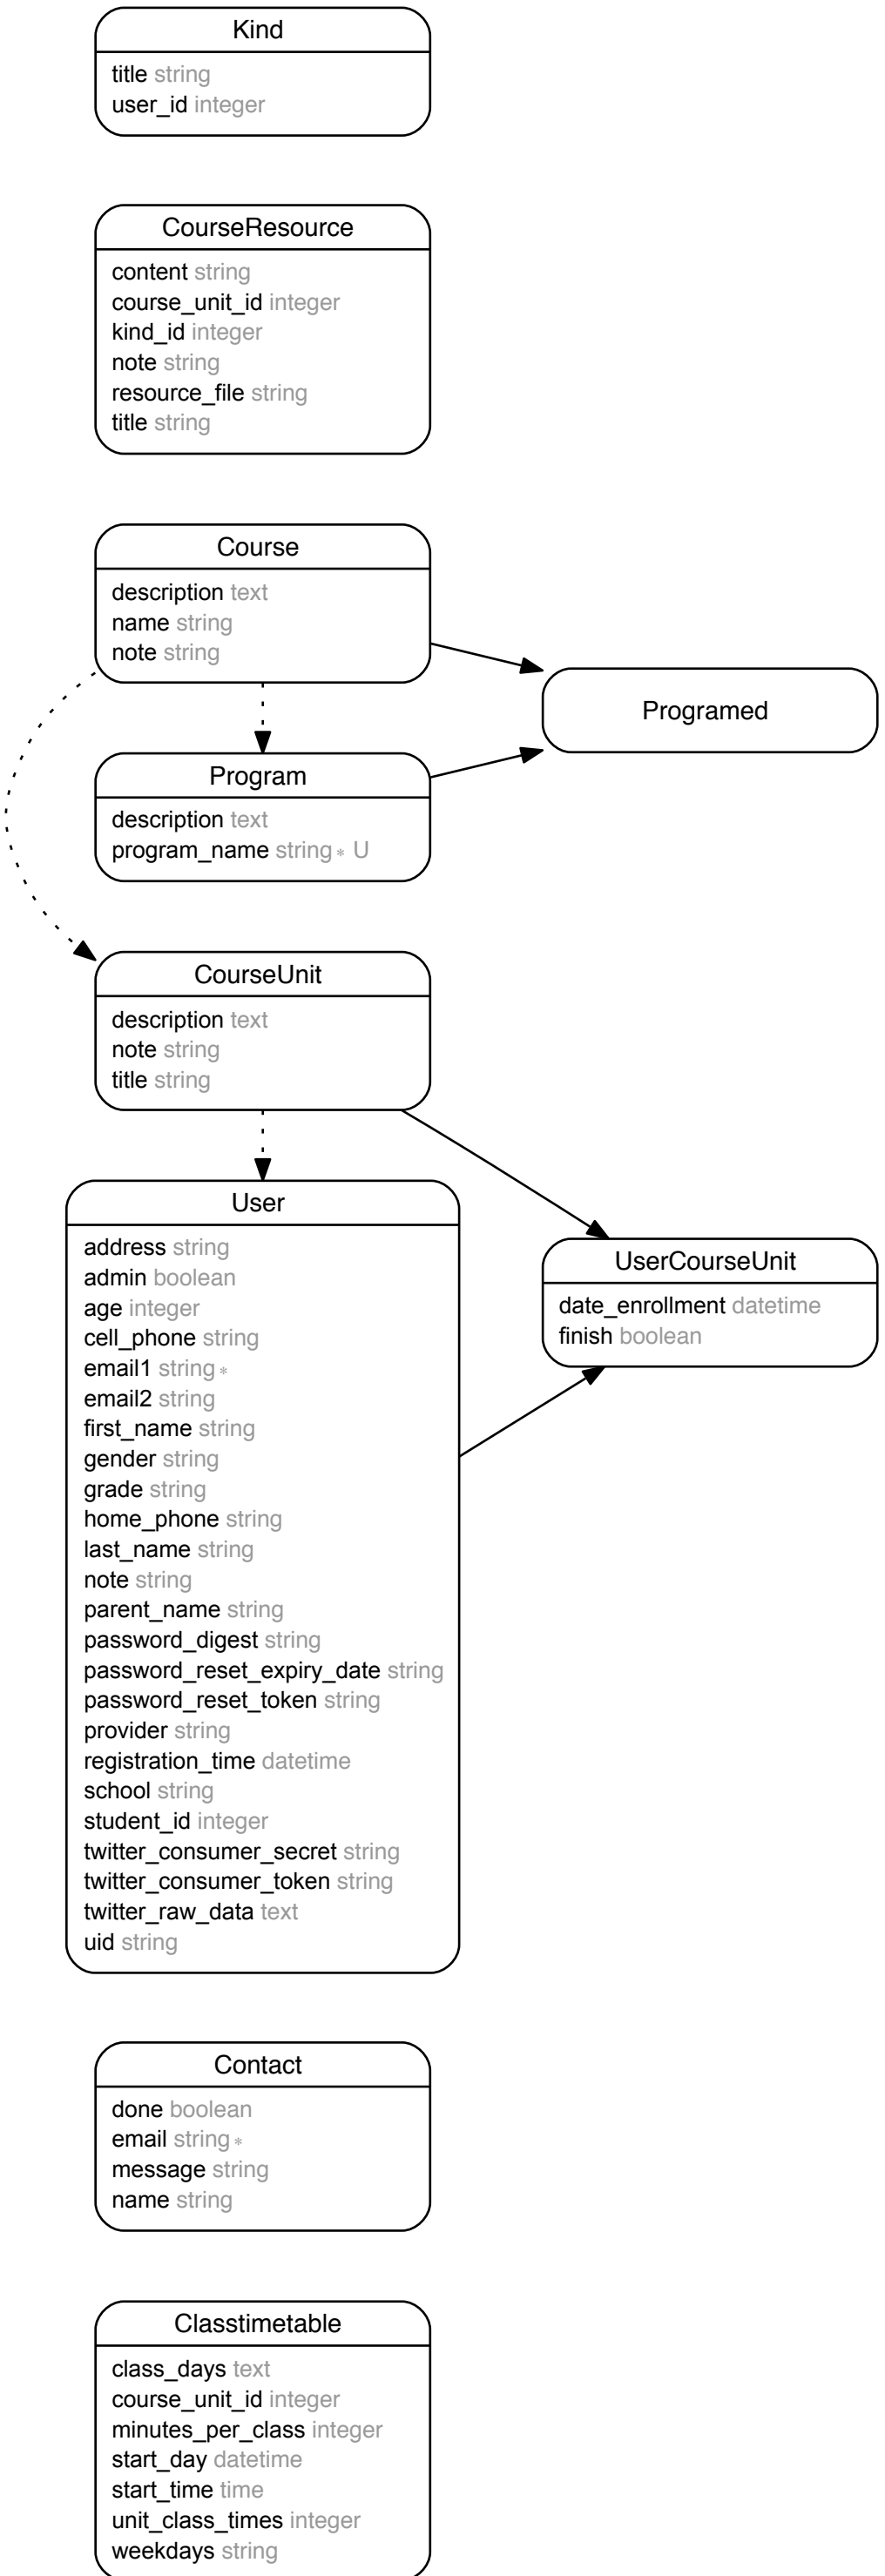 Kind
title string
user_id integer
CourseResource
content string
course_unit_id integer
kind_id integer
note string
resource_file string
title string
Course
description text
name string
note string
Programed
Program
description text
program_name string * U
CourseUnit
description text
note string
title string
User
address string
admin boolean
age integer
cell_phone string
email1 string *
email2 string
first_name string
gender string
grade string
home_phone string
last_name string
note string
parent_name string
password_digest string
password_reset_expiry_date string
password_reset_token string
provider string
registration_time datetime
school string
student_id integer
twitter_consumer_secret string
twitter_consumer_token string
twitter_raw_data text
uid string
UserCourseUnit
date_enrollment datetime
finish boolean
Contact
done boolean
email string *
message string
name string
Classtimetable
class_days text
course_unit_id integer
minutes_per_class integer
start_day datetime
start_time time
unit_class_times integer
weekdays string